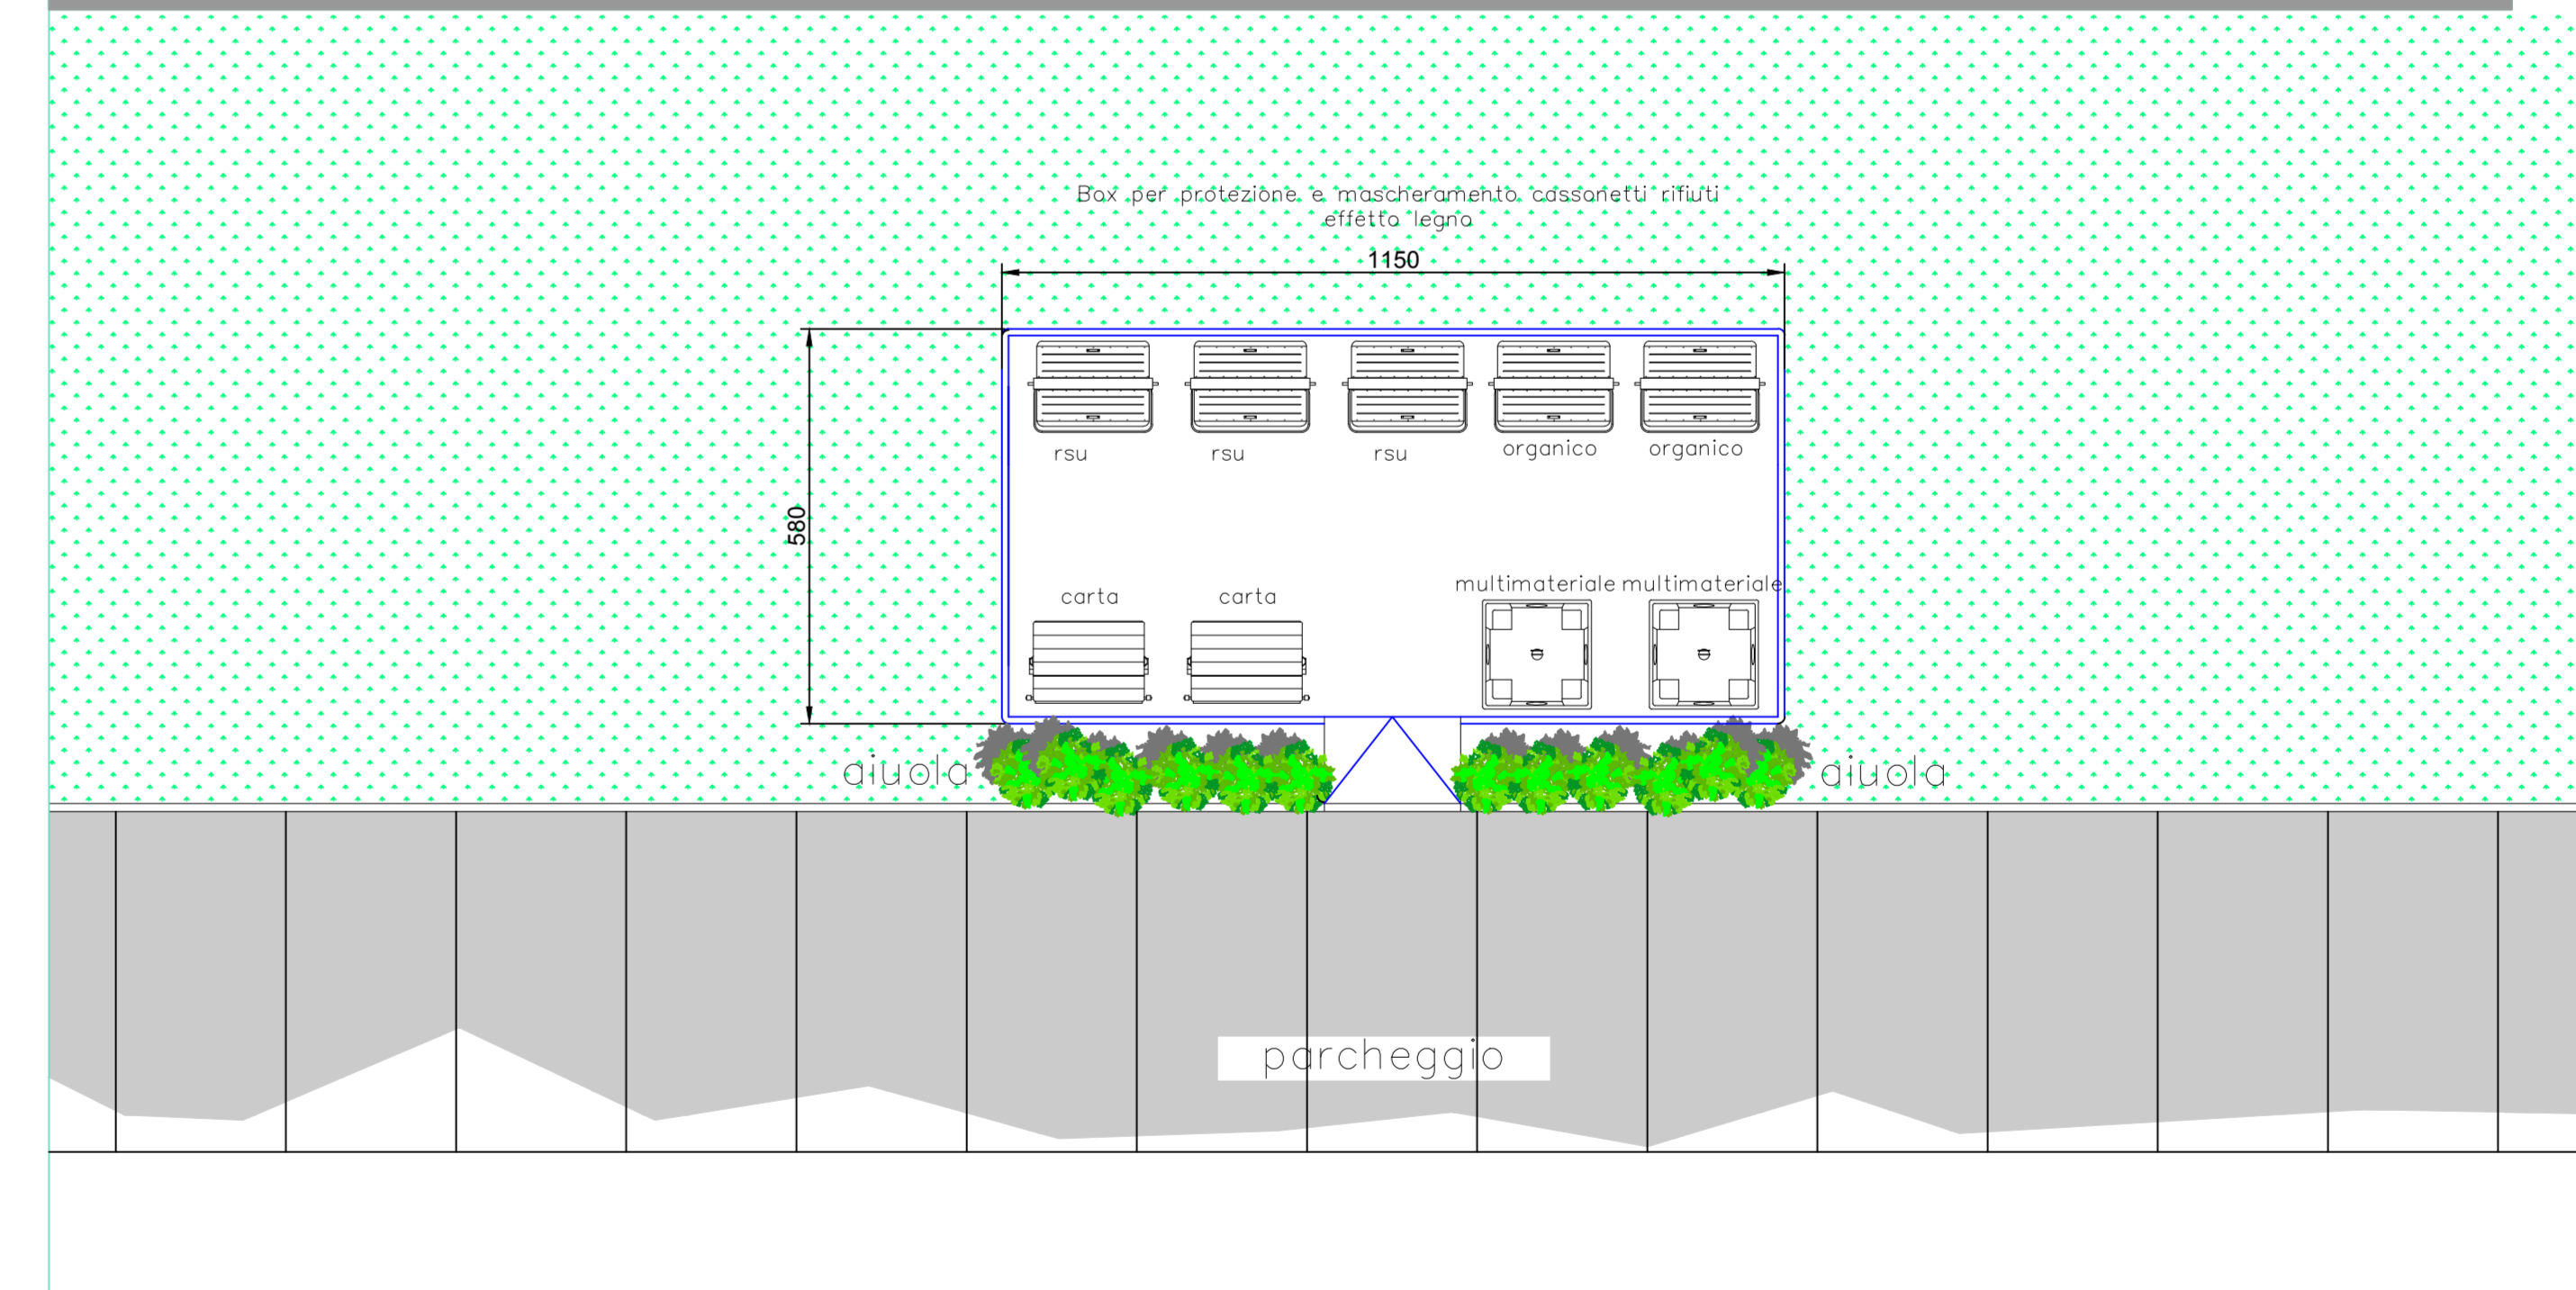 Box per protezione e mascheramento cassonetti rifiuti
effetto legno
1150
580
rsu rsu rsu organico organico
carta carta multimateriale multimateriale
aiuola aiuola
parcheggio